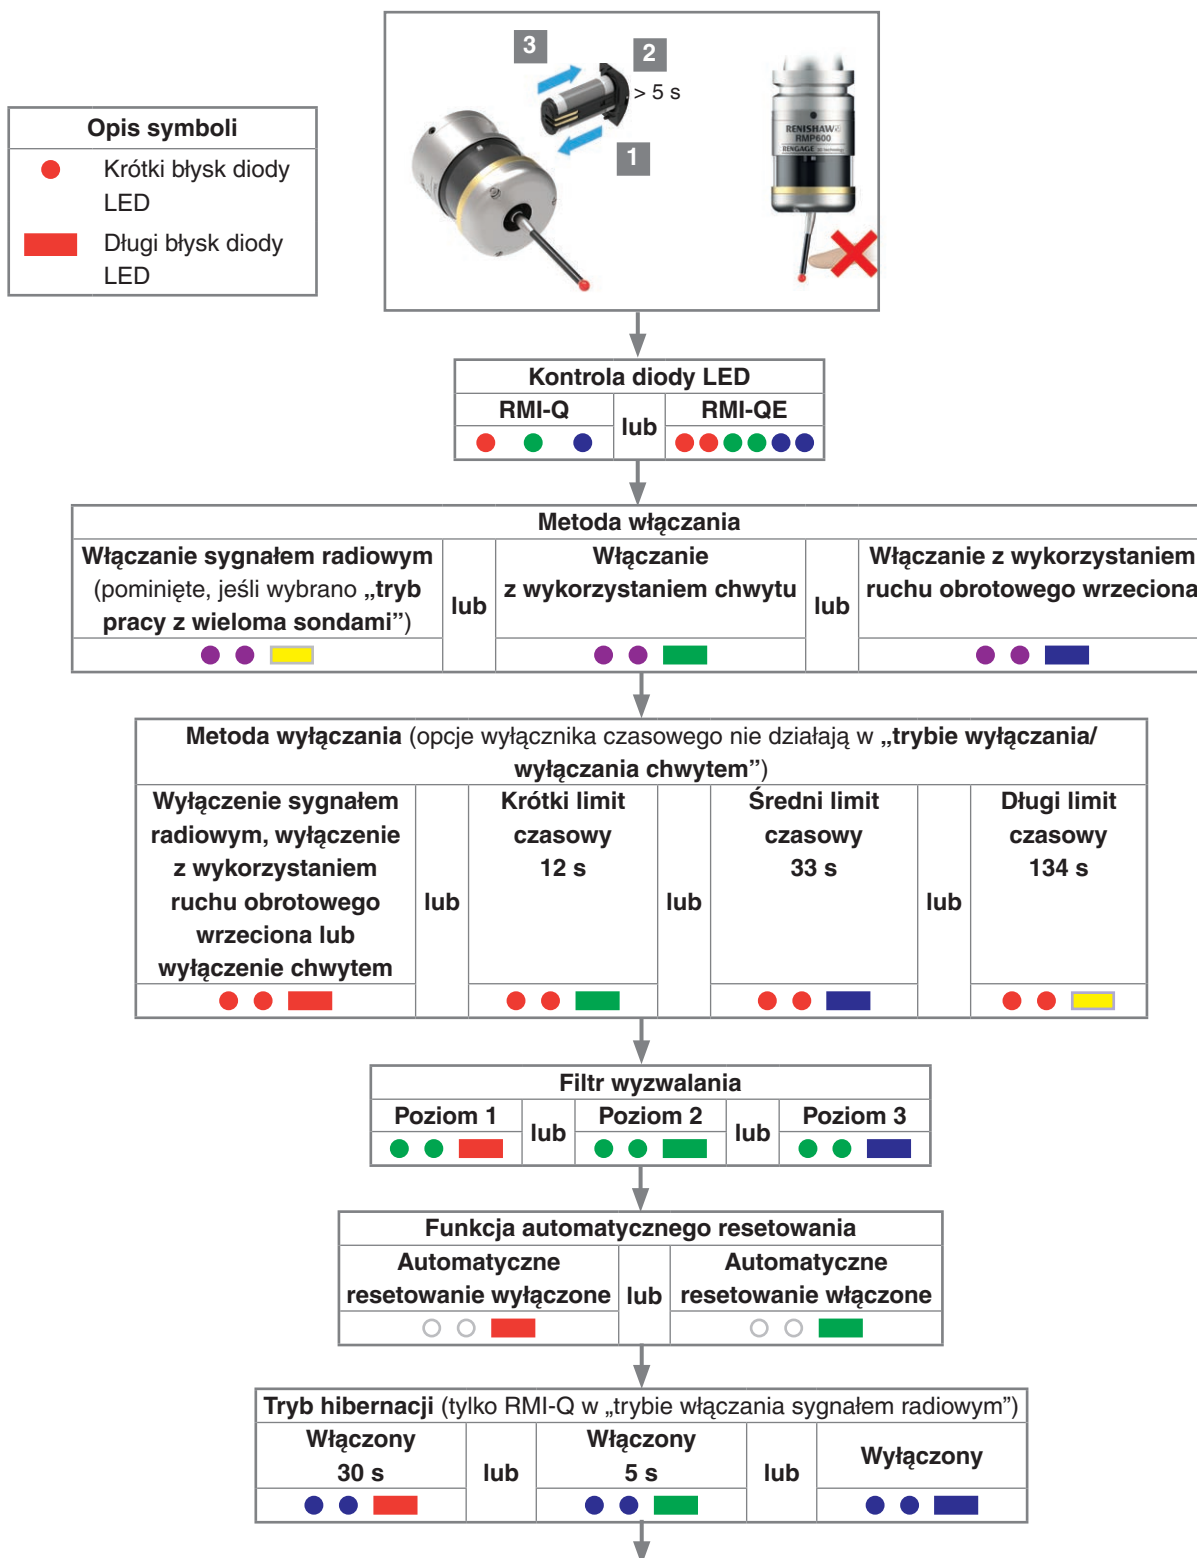 3
2
> 5 s
1
RENISHAW
RMP600
RENGAGE
Opis symboli
Krótki błysk diody
LED
Długi błysk diody
LED
Kontrola diody LED
RMI-Q
lub
RMI-QE
Metoda włączania
Włączanie sygnałem radiowym
(pominięte, jeśli wybrano „tryb
pracy z wieloma sondami”)
lub
Włączanie
z wykorzystaniem chwytu
lub
Włączanie z wykorzystaniem
ruchu obrotowego wrzeciona
Metoda wyłączania (opcje wyłącznika czasowego nie działają w „trybie wyłączania/
wyłączania chwytem”)
Wyłączenie sygnałem
radiowym, wyłączenie
z wykorzystaniem
ruchu obrotowego
wrzeciona lub
wyłączenie chwytem
lub
Krótki limit
czasowy
12 s
lub
Średni limit
czasowy
33 s
lub
Długi limit
czasowy
134 s
Filtr wyzwalania
Poziom 1
lub
Poziom 2
lub
Poziom 3
Funkcja automatycznego resetowania
Automatyczne
resetowanie wyłączone
lub
Automatyczne
resetowanie włączone
Tryb hibernacji (tylko RMI-Q w „trybie włączania sygnałem radiowym”)
Włączony
30 s
lub
Włączony
5 s
lub
Wyłączony